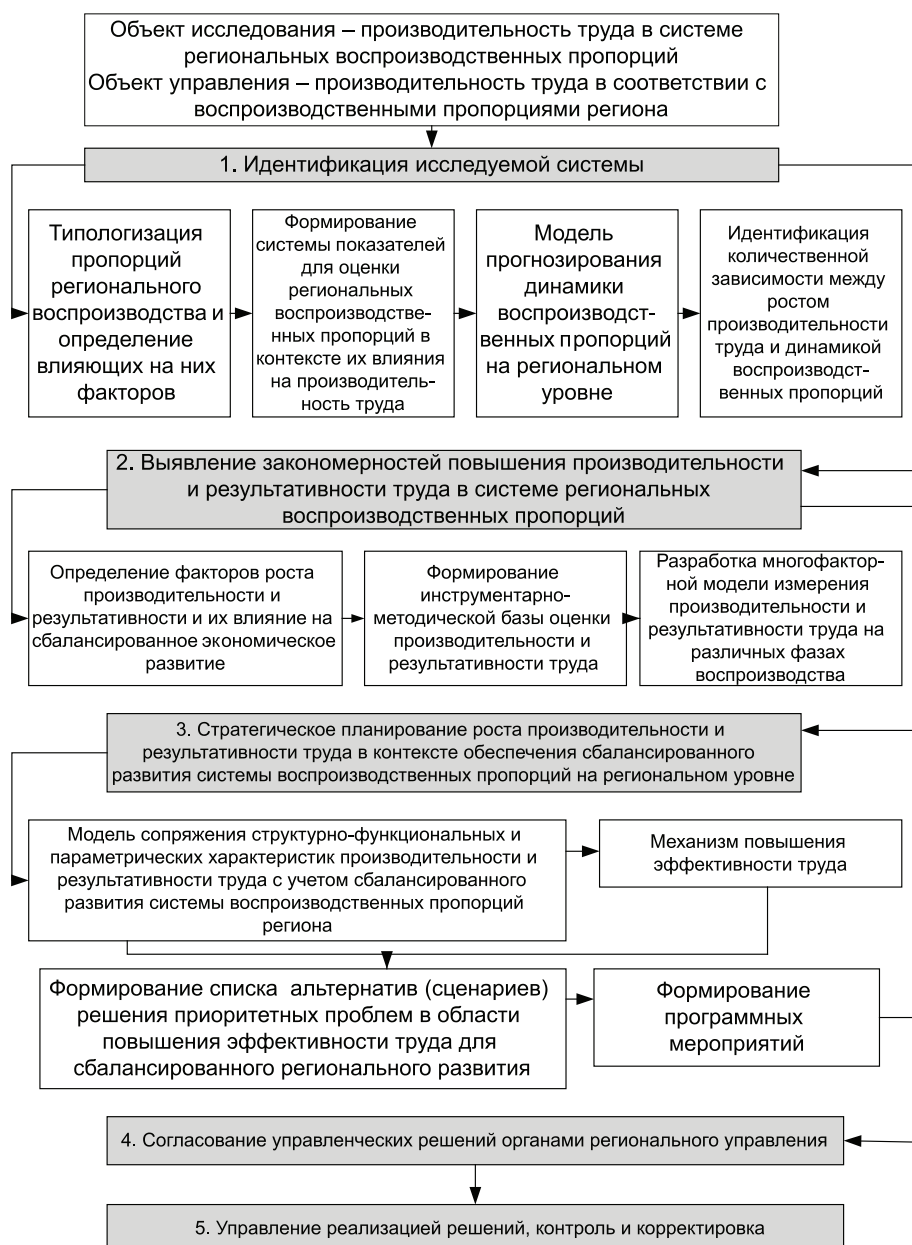 Объект исследования – производительность труда в системе
региональных воспроизводственных пропорций
Объект управления – производительность труда в соответствии с
воспроизводственными пропорциями региона
1. Идентификация исследуемой системы
Типологизация
пропорций
регионального
воспроизводства и
определение
влияющих на них
факторов
Формирование
системы показателей
для оценки
региональных
воспроизводстве-
нных пропорций в
контексте их влияния
на производитель-
ность труда
Модель
прогнозирования
динамики
воспроизводст-
венных пропорций
на региональном
уровне
Идентификация
количественной
зависимости между
ростом
производительности
труда и динамикой
воспроизводст-
венных пропорций
2. Выявление закономерностей повышения производительности
и результативности труда в системе региональных
воспроизводственных пропорций
Определение факторов роста
производительности и
результативности и их влияние на
сбалансированное экономическое
развитие
Формирование
инструментарно-
методической базы оценки
производительности и
результативности труда
Разработка многофактор-
ной модели измерения
производительности и
результативности труда на
различных фазах
воспроизводства
3. Стратегическое планирование роста производительности и
результативности труда в контексте обеспечения сбалансированного
развития системы воспроизводственных пропорций на региональном уровне
Модель сопряжения структурно-функциональных и
параметрических характеристик производительности и
результативности труда с учетом сбалансированного
развития системы воспроизводственных пропорций
региона
Механизм повышения
эффективности труда
Формирование списка альтернатив (сценариев)
решения приоритетных проблем в области
повышения эффективности труда для
сбалансированного регионального развития
Формирование
программных
мероприятий
4. Согласование управленческих решений органами регионального управления
5. Управление реализацией решений, контроль и корректировка